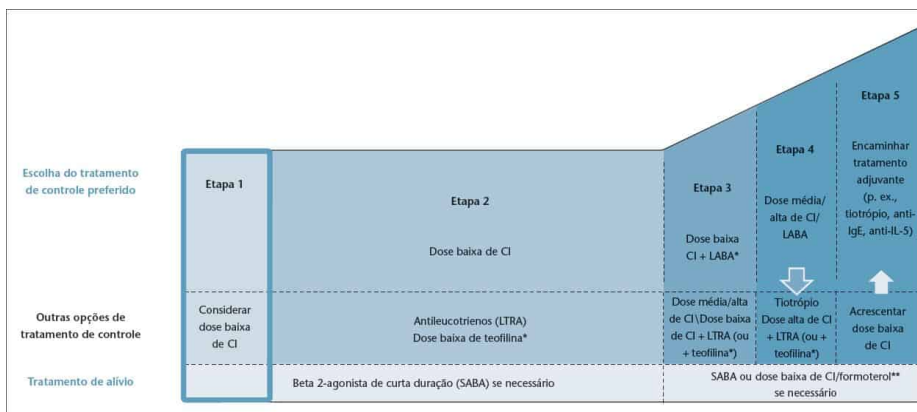 Escolha do tratamento
de controle preferido
Etapa 1
Etapa 2
Dose baixa de CI
Etapa 3
Dose baixa
CI + LABA*
Etapa 4
Dose média/
alta de CI/
LABA
Etapa 5
Encaminhar
tratamento
adjuvante
(p. ex.,
tiotrópio, anti-
IgE, anti-IL-5)
Outras opções de
tratamento de controle
Considerar
dose baixa
de CI
Antileucotrienos (LTRA)
Dose baixa de teofilina*
Dose média/alta
de CI\Dose baixa
de CI + LTRA (ou
+ teofilina*)
Tiotrópio
Dose alta de CI
+ LTRA (ou +
teofilina*)
Acrescentar
dose baixa
de CI
Tratamento de alívio
Beta 2-agonista de curta duração (SABA) se necessário
SABA ou dose baixa de CI/formoterol**
se necessário